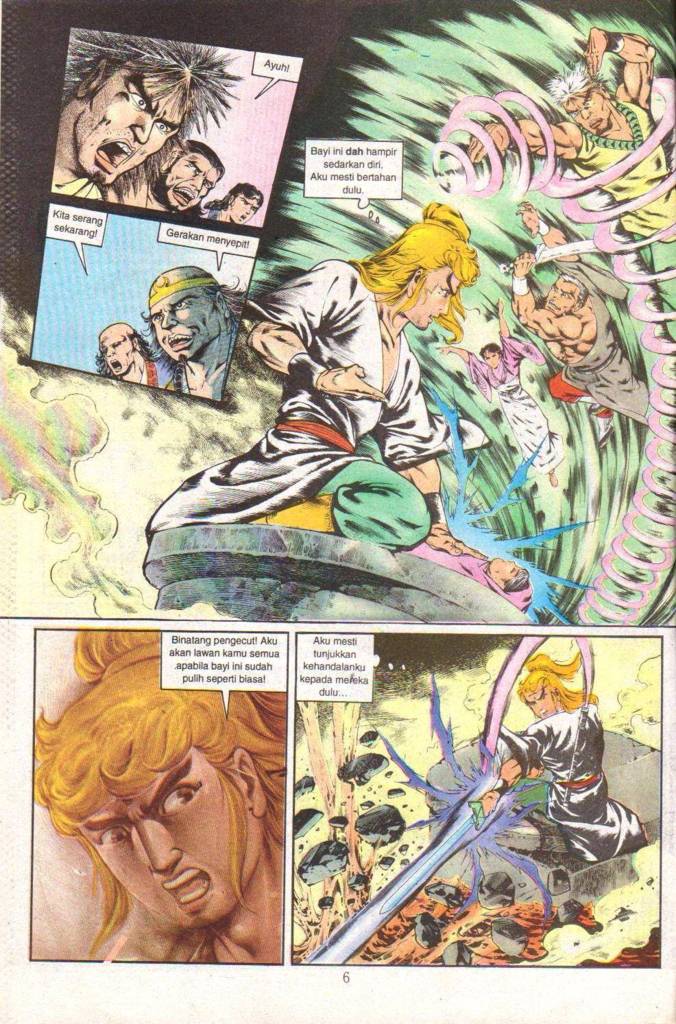 Ayuh!
Kita serang
sekarang!
Gerakan menyepit!
Bayi ini dah hampir
sedarkan diri.
Aku mesti bertahan
dulu.
Binatang pengecut! Aku
akan lawan kamu semua
apabila bayi ini sudah
pulih seperti biasa!
Aku mesti
tunjukkan
kehandalanku
kepada mereka
dulu...
6